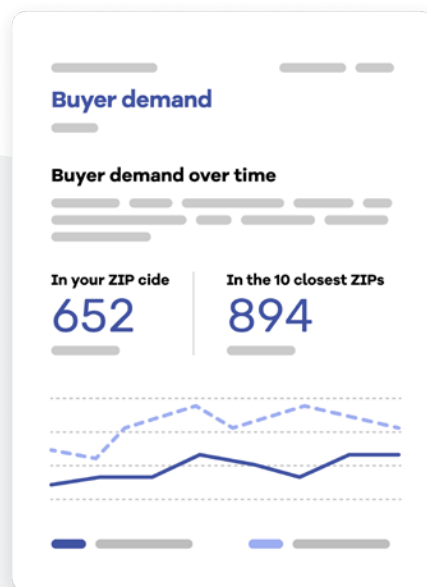 Buyer demand
Buyer demand over time
In your ZIP cide
In the 10 closest ZIPs
652
894